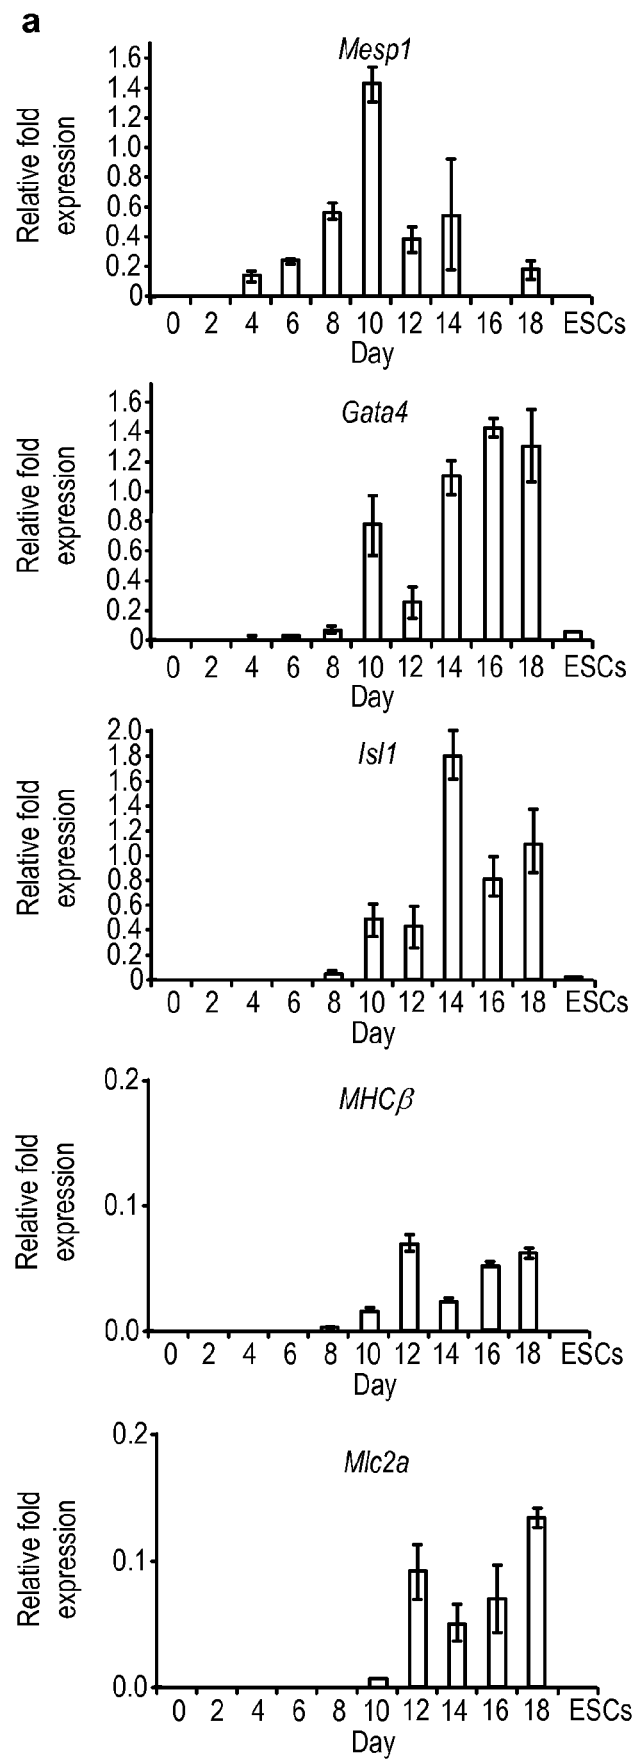 a
Mesp1
Relative fold
expression
1.6
1.4
1.2
1.0
0.8
0.6
0.4
0.2
0
0 2 4 6 8 10 12 14 16 18 ESCs
Day
Gata4
Relative fold
expression
1.6
1.4
1.2
1.0
0.8
0.6
0.4
0.2
0
0 2 4 6 8 10 12 14 16 18 ESCs
Day
Isl1
Relative fold
expression
2.0
1.8
1.4
1.2
1.0
0.8
0.6
0.4
0.2
0
0 2 4 6 8 10 12 14 16 18 ESCs
Day
MHCβ
Relative fold
expression
0.2
0.1
0.0
0 2 4 6 8 10 12 14 16 18 ESCs
Day
Mlc2a
Relative fold
expression
0.2
0.1
0.0
0 2 4 6 8 10 12 14 16 18 ESCs
Day